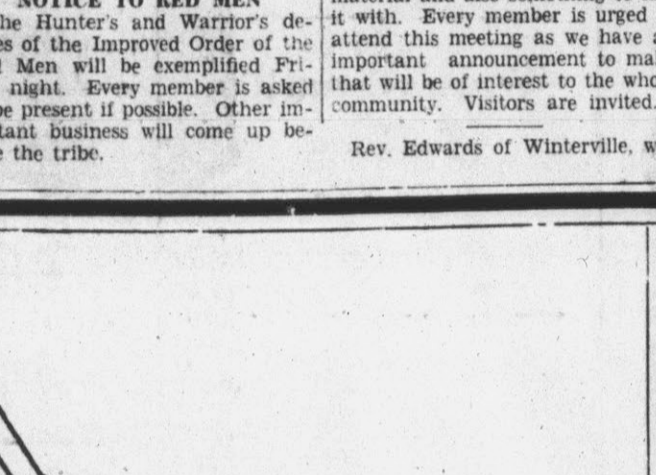 NOTICE TO RED MEN
he Hunter's and Warrior's de-
es of the Improved Order of the
Men will be exemplified Fri-
night. Every member is asked
be present if possible. Other im-
tant business will come up be-
the tribe.
it with. Every member is urged
attend this meeting as we have a
important announcement to ma
that will be of interest to the who
community. Visitors are invited.
Rev. Edwards of Winterville, w